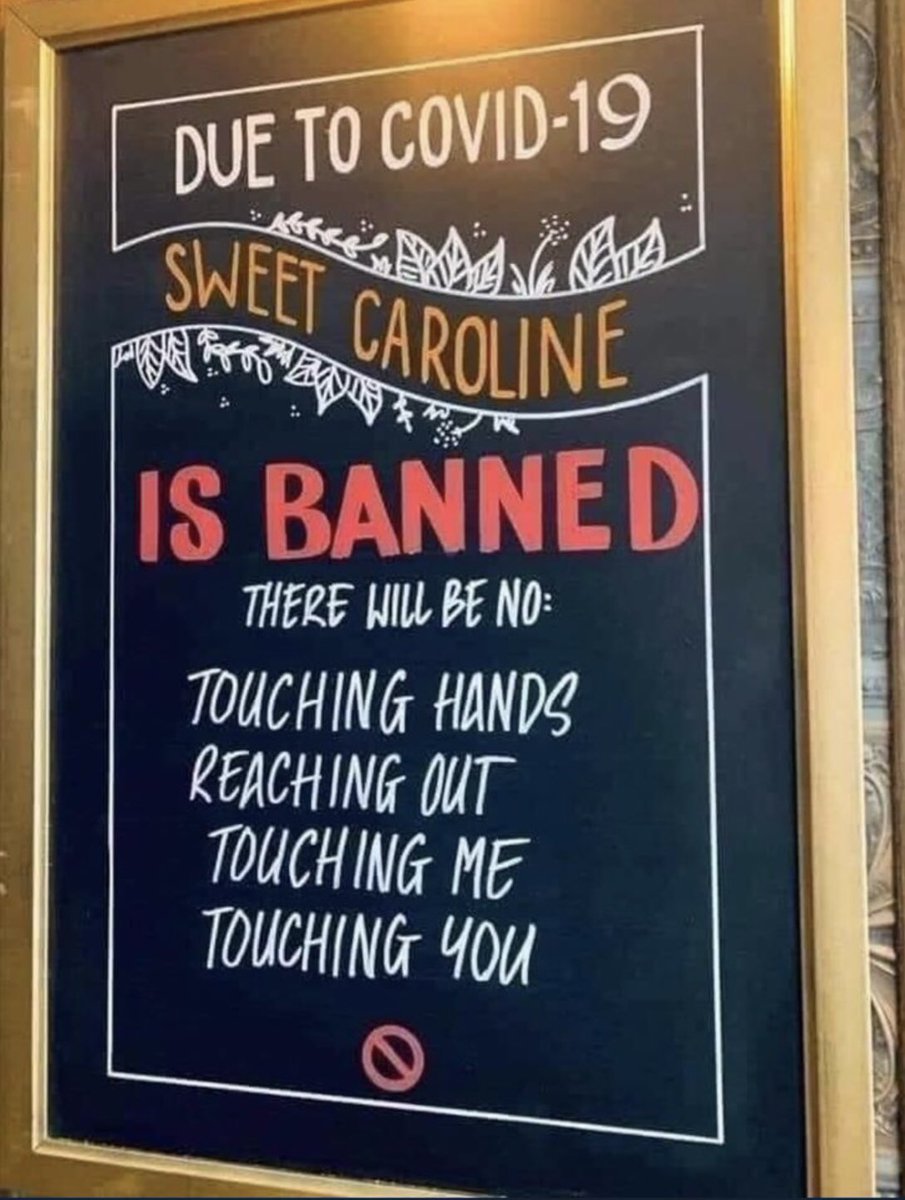 DUE TO COVID-19
SWEET CAROLINE
IS BANNED
THERE WILL BE NO:
TOUCHING HANDS
REACHING OUT
TOUCHING ME
TOUCHING YOU